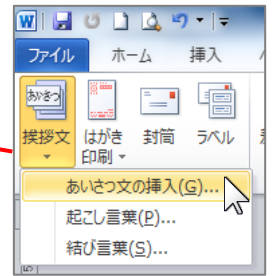 W
ファイル ホーム 挿入
あいさつ
挨拶文 はがき印刷 封筒 ラベル
あいさつ文の挿入(G)...
起こし言葉(P)...
結び言葉(S)...